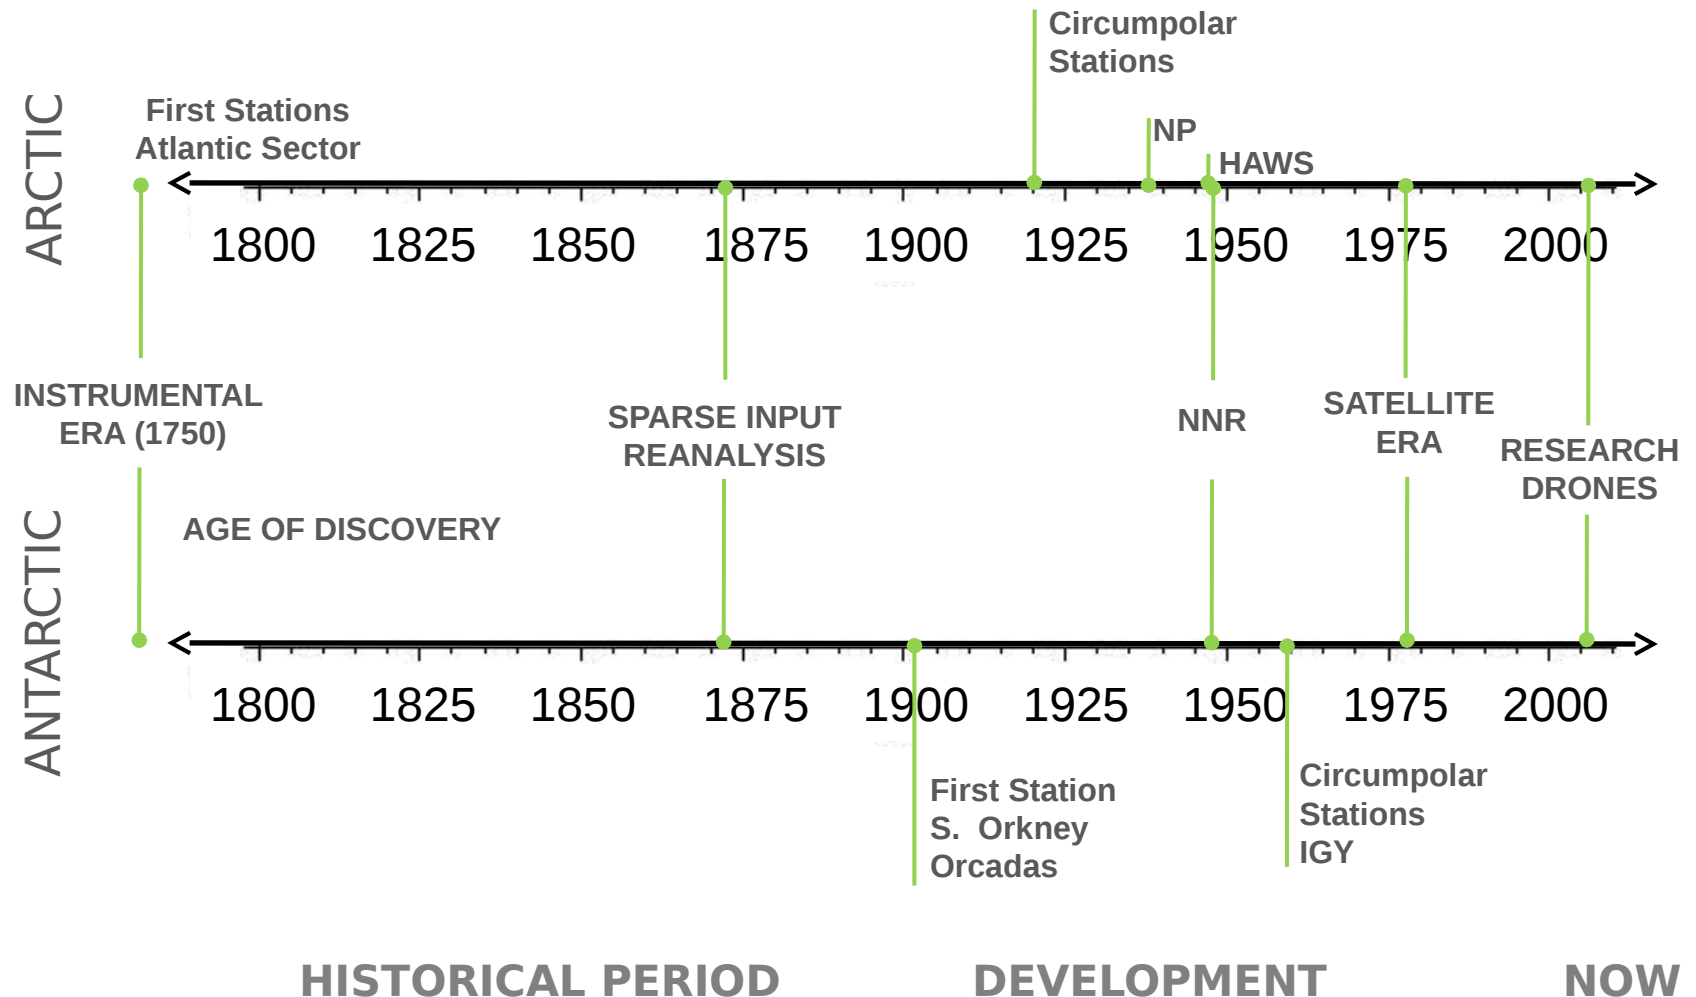 Circumpolar
Stations
First Stations
Atlantic Sector
NP
HAWS
ARCTIC
1800 1825 1850 1875 1900 1925 1950 1975 2000
INSTRUMENTAL
ERA (1750)
SPARSE INPUT
REANALYSIS
NNR
SATELLITE
ERA
RESEARCH
DRONES
AGE OF DISCOVERY
ANTARCTIC
1800 1825 1850 1875 1900 1925 1950 1975 2000
First Station
S. Orkney
Orcadas
Circumpolar
Stations
IGY
HISTORICAL PERIOD DEVELOPMENT NOW